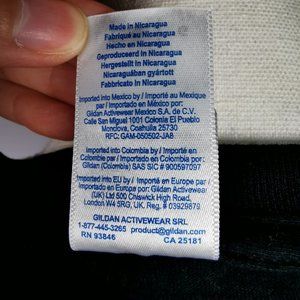 Made in Nicaragua
Fabriqué au Nicaragua
Hecho en Nicaragua
Geproduceerd in Nicaragua
Hergestellt in Nicaragua
Nicaraguában gyártott
Fabbricato in Nicaragua
Imported into Mexico by / Importé au Mexique
par / Importado en México por:
Gildan Activewear Mexico, S. de R.L. de C.V.
Calle San Miguel 1001 Colonia El Pueblo
Monclova, Coahuila 25730
RFC: GAM-050502-JA8
Imported into Colombia by / Importé en
Colombie par / Importado en Colombia por:
Gildan (Colombia) SAS SIC # 900597097
Imported into EU by / Importé en Europe par /
Importado en Europa por: Gildan Activewear
(UK) Ltd 500 Chiswick High Road,
London W4 5RG, UK Reg. # 03929879
GILDAN ACTIVEWEAR SRL
1-877-445-3265 product@gildan.com
RN 93846 CA 25181